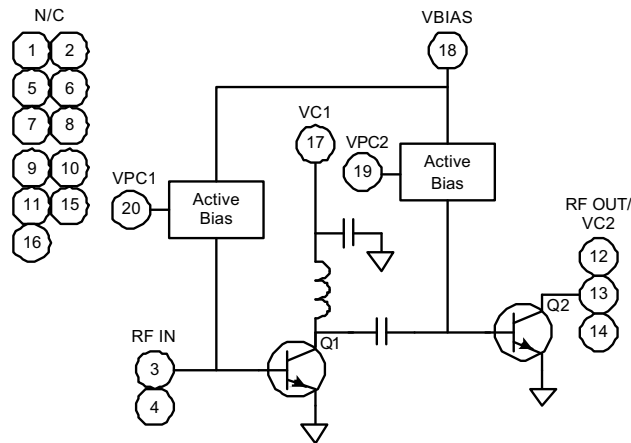 N/C
1 2
5 6
7 8
9 10
11 15
16
VBIAS
18
VC1
17
VPC2
19
Active
Bias
VPC1
20
Active
Bias
RF OUT/
VC2
12
13
14
Q2
Q1
RF IN
3
4